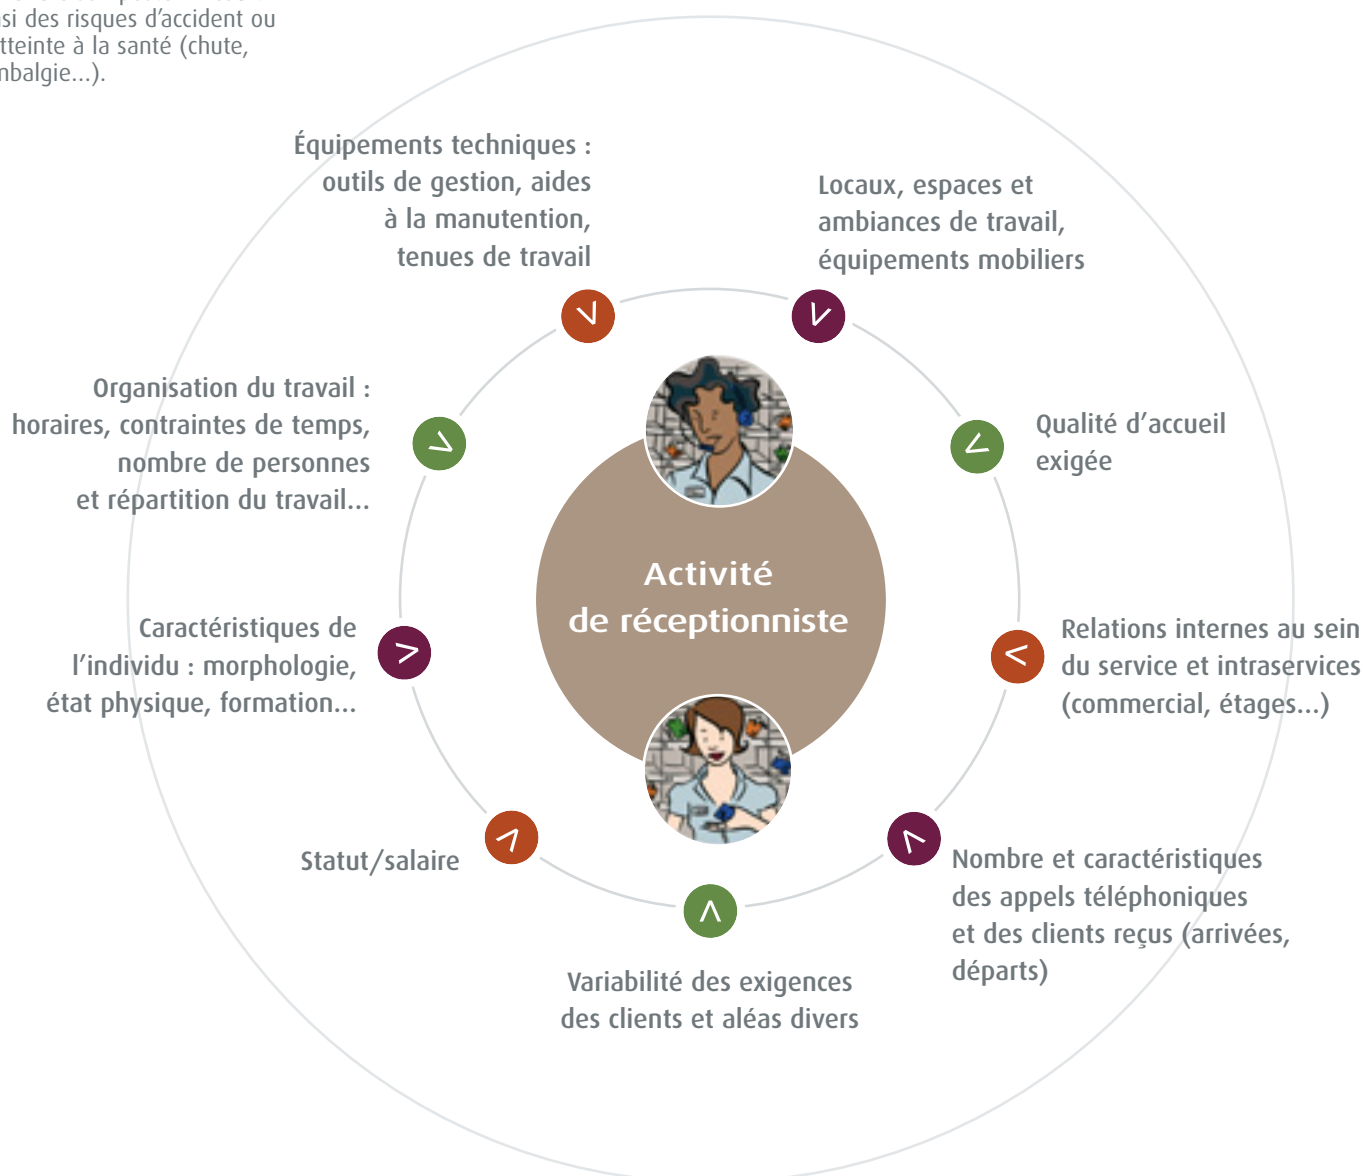 si des risques d'accident ou
tteinte à la santé (chute,
mbalgie...).
Équipements techniques :
outils de gestion, aides
à la manutention,
tenues de travail
Locaux, espaces et
ambiances de travail,
équipements mobiliers
Organisation du travail :
horaires, contraintes de temps,
nombre de personnes
et répartition du travail...
Qualité d'accueil
exigée
Activité
de réceptionniste
Caractéristiques de
l'individu : morphologie,
état physique, formation...
Relations internes au sein
du service et intraservices
(commercial, étages...)
Statut/salaire
Nombre et caractéristiques
des appels téléphoniques
et des clients reçus (arrivées,
départs)
Variabilité des exigences
des clients et aléas divers